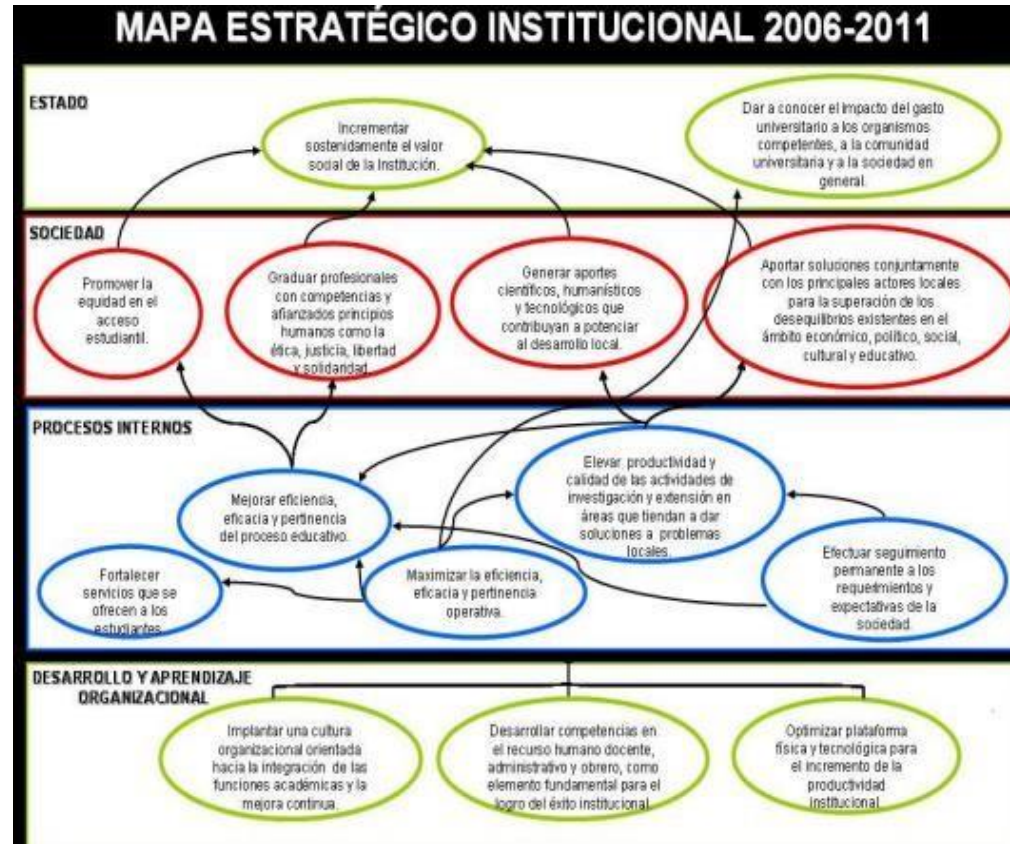 MAPA ESTRATÉGICO INSTITUCIONAL 2006-2011
ESTADO
Incrementar
sostenidamente el valor
social de la Institución.
Dar a conocer el impacto del gasto
universitario a los organismos
competentes, a la comunidad
universitaria y a la sociedad en
general.
SOCIEDAD
Promover la
equidad en el
acceso
estudiantil.
Graduar profesionales
con competencias y
afianzados principios
humanos como la
ética, justicia, libertad
y solidaridad.
Generar aportes
científicos, humanísticos
y tecnológicos que
contribuyan a potenciar
al desarrollo local.
Aportar soluciones conjuntamente
con los principales actores locales
para la superación de los
desequilibrios existentes en el
ámbito económico, político, social,
cultural y educativo.
PROCESOS INTERNOS
Mejorar eficiencia,
eficacia y pertinencia
del proceso educativo.
Elevar productividad y
calidad de las actividades de
investigación y extensión en
áreas que tiendan a dar
soluciones a problemas
locales.
Fortalecer
servicios que se
ofrecen a los
estudiantes.
Maximizar la eficiencia,
eficacia y pertinencia
operativa.
Efectuar seguimiento
permanente a los
requerimientos y
expectativas de la
sociedad.
DESARROLLO Y APRENDIZAJE
ORGANIZACIONAL
Implantar una cultura
organizacional orientada
hacia la integración de las
funciones académicas y la
mejora continua.
Desarrollar competencias en
el recurso humano docente,
administrativo y obrero, como
elemento fundamental para el
logro del éxito institucional.
Optimizar plataforma
física y tecnológica para
el incremento de la
productividad
institucional.